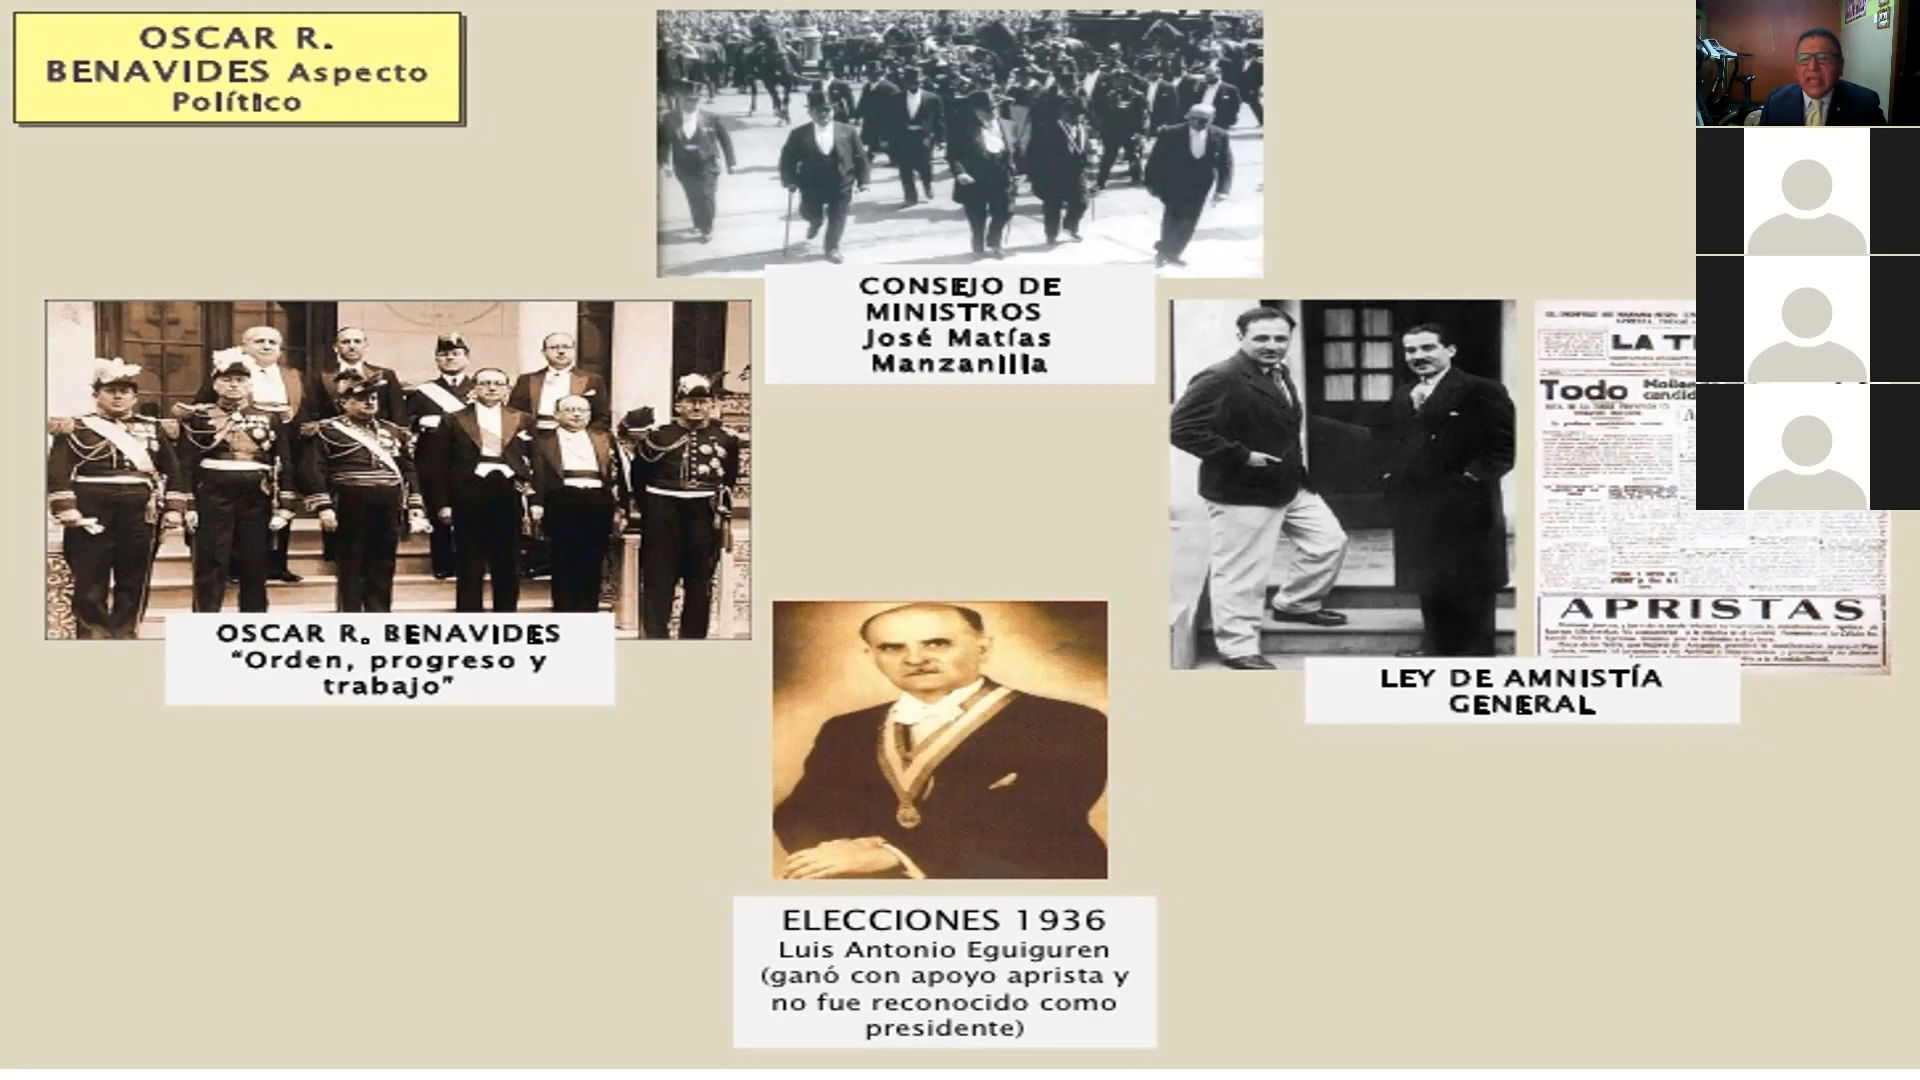 OSCAR R.
BENAVIDES Aspecto
Político
CONSEJO DE
MINISTROS
José Matías
Manzanilla
OSCAR R. BENAVIDES
“Orden, progreso y
trabajo”
LA T
Todo
APRISTAS
LEY DE AMNISTÍA
GENERAL
ELECCIONES 1936
Luis Antonio Eguiguren
(ganó con apoyo aprista y
no fue reconocido como
presidente)